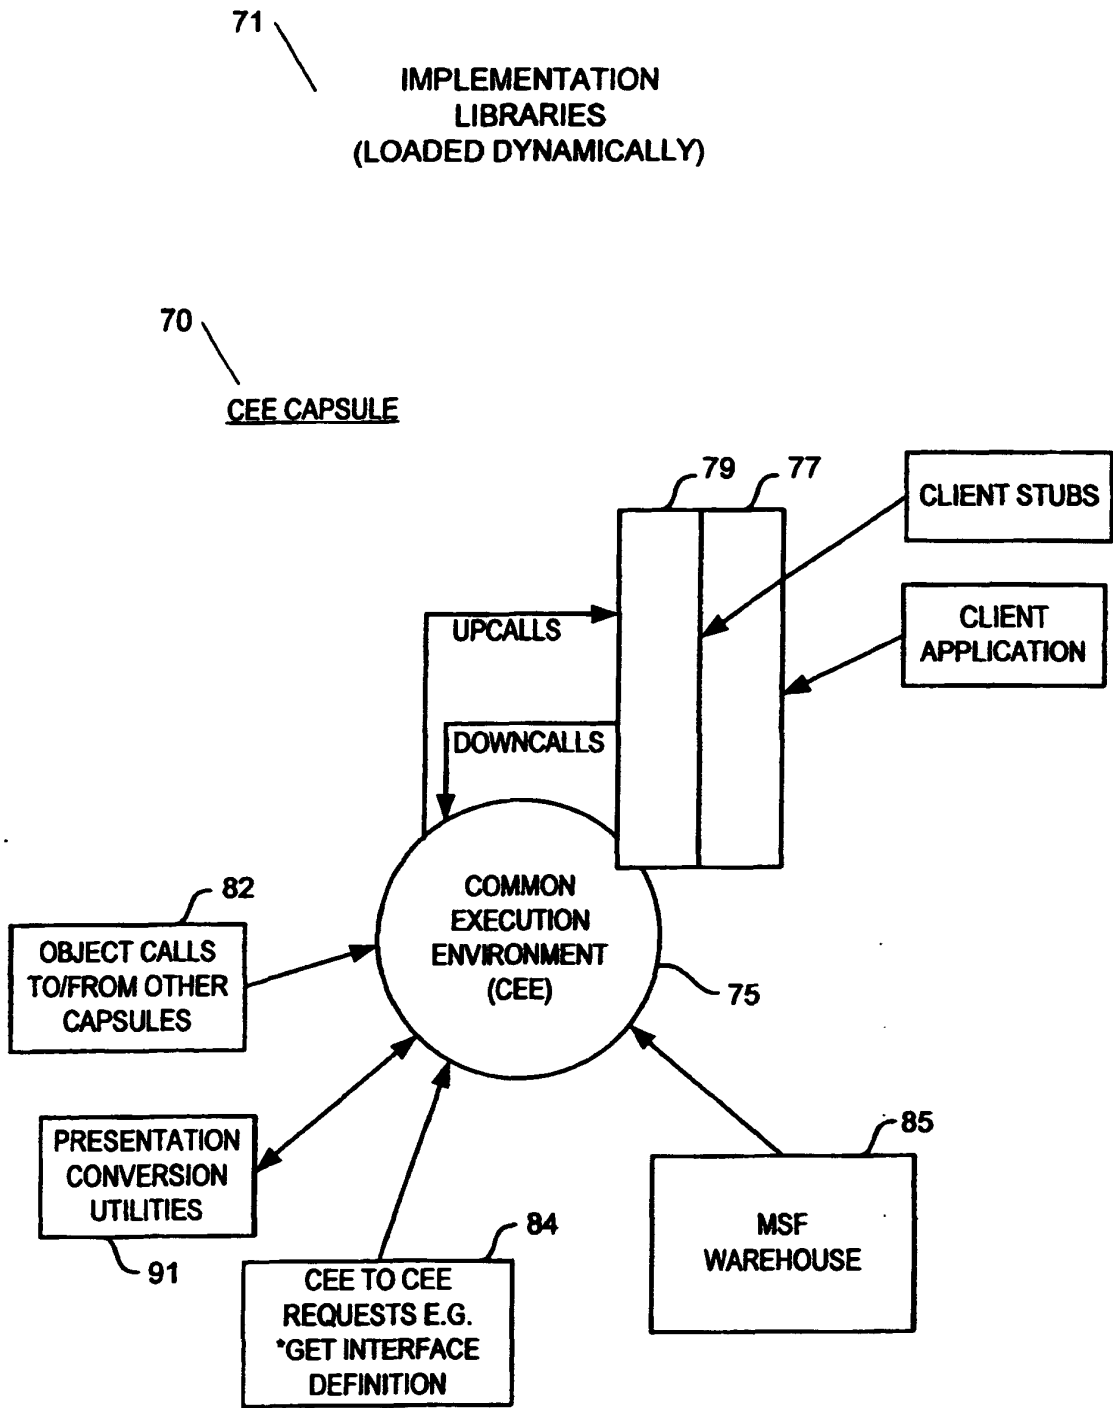 71
IMPLEMENTATION
LIBRARIES
(LOADED DYNAMICALLY)
70
CEE CAPSULE
79
77
CLIENT STUBS
UPCALLS
CLIENT
APPLICATION
DOWNCALLS
COMMON
EXECUTION
ENVIRONMENT
(CEE)
75
82
OBJECT CALLS
TO/FROM OTHER
CAPSULES
PRESENTATION
CONVERSION
UTILITIES
91
84
CEE TO CEE
REQUESTS E.G.
*GET INTERFACE
DEFINITION
85
MSF
WAREHOUSE